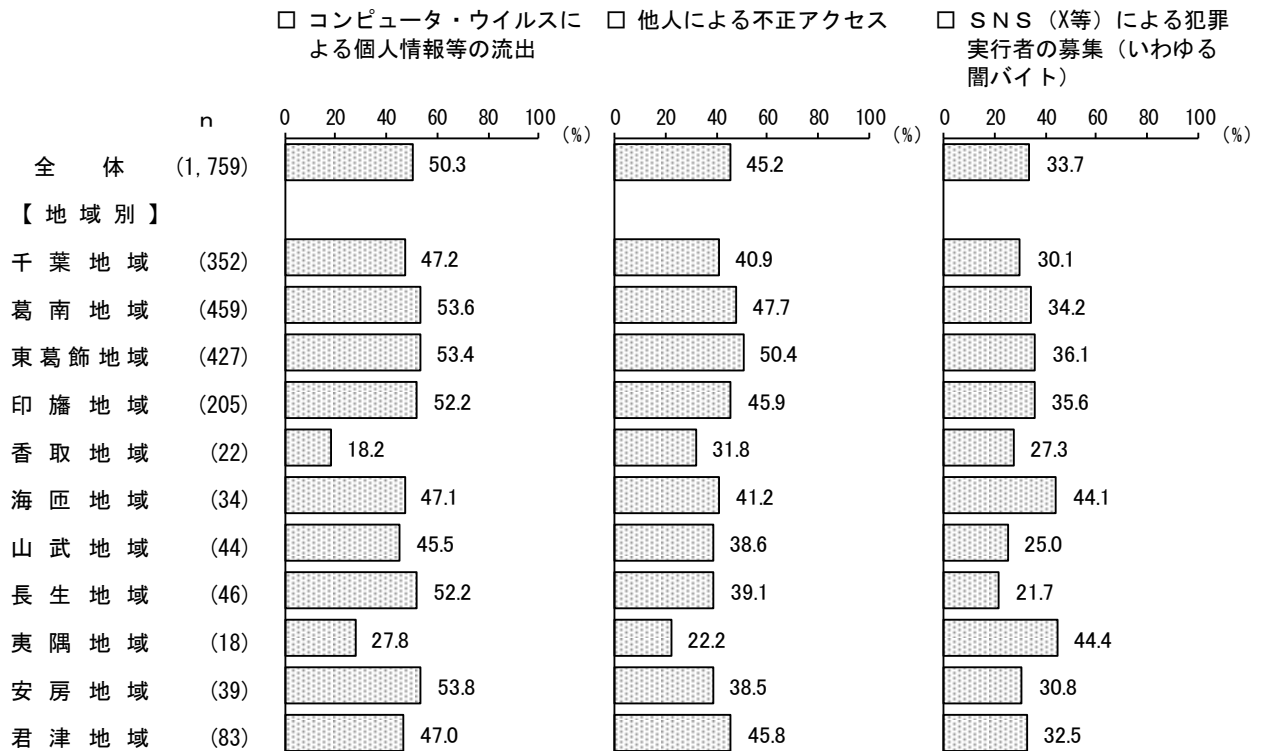 □ コンピュータ・ウイルスに
よる個人情報等の流出
□ 他人による不正アクセス
□ ＳＮＳ（X等）による犯罪
実行者の募集（いわゆる
闇バイト）
ｎ 0 20 40 60 80 100 (%) 0 20 40 60 80 100 (%) 0 20 40 60 80 100 (%)
全体 (1,759) 50.3 45.2 33.7
【地域別】
千葉地域 (352) 47.2 40.9 30.1
葛南地域 (459) 53.6 47.7 34.2
東葛飾地域 (427) 53.4 50.4 36.1
印旛地域 (205) 52.2 45.9 35.6
香取地域 (22) 18.2 31.8 27.3
海匝地域 (34) 47.1 41.2 44.1
山武地域 (44) 45.5 38.6 25.0
長生地域 (46) 52.2 39.1 21.7
夷隅地域 (18) 27.8 22.2 44.4
安房地域 (39) 53.8 38.5 30.8
君津地域 (83) 47.0 45.8 32.5